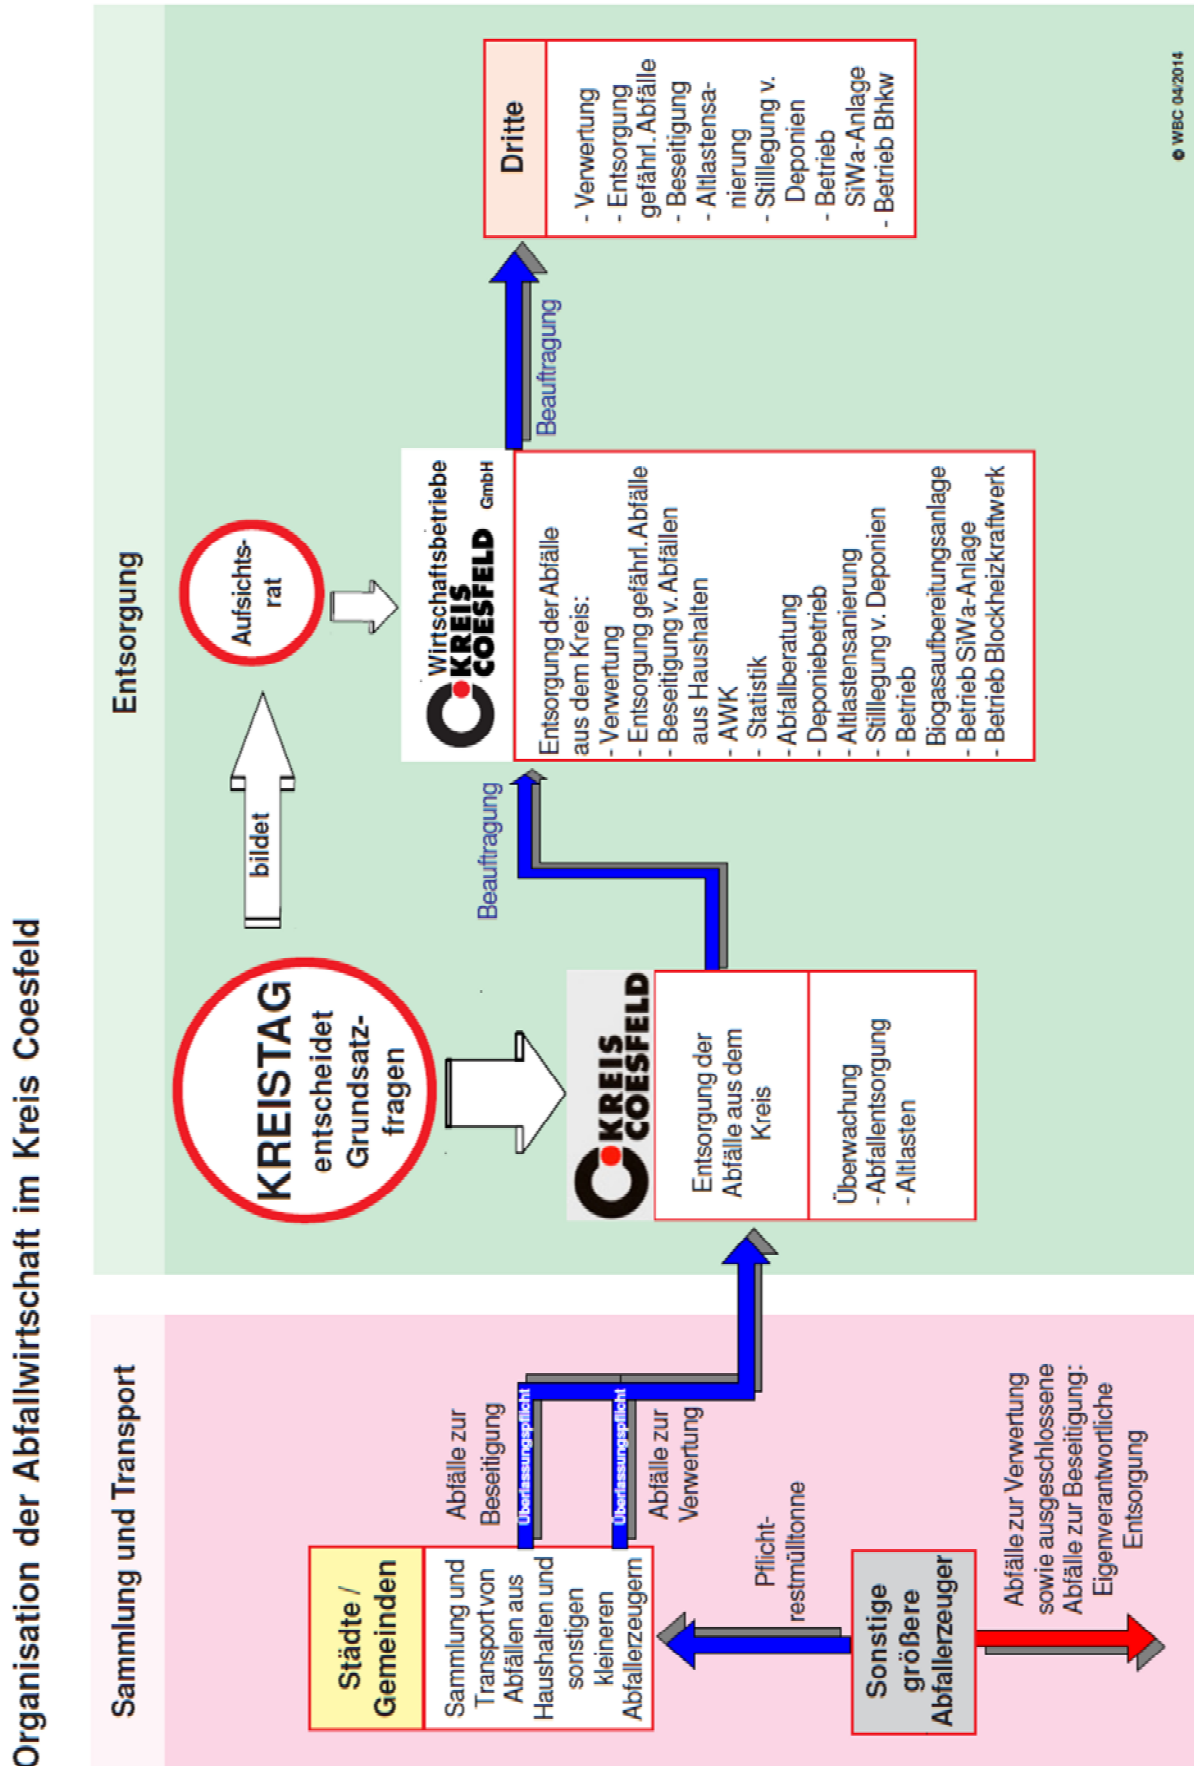 Organisation der Abfallwirtschaft im Kreis Coesfeld
Sammlung und Transport
Städte /
Gemeinden
Sammlung und
Transport von
Abfällen aus
Haushalten und
sonstigen
kleineren
Abfallerzeugern
Abfälle zur
Beseitigung
Überlassungspflicht
Überlassungspflicht
Abfälle zur
Verwertung
Pflicht-
restmülltonne
Sonstige
größere
Abfallerzeuger
Abfälle zur Verwertung
sowie ausgeschlossene
Abfälle zur Beseitigung:
Eigenverantwortliche
Entsorgung
Entsorgung
KREISTAG
entscheidet
Grundsatz-
fragen
bildet
Aufsichts-
rat
KREIS
COESFELD
Entsorgung der
Abfälle aus dem
Kreis
Überwachung
- Abfallentsorgung
- Altlasten
Beauftragung
Wirtschaftsbetriebe
KREIS
COESFELD GmbH
Entsorgung der Abfälle
aus dem Kreis:
- Verwertung
- Entsorgung gefährl. Abfälle
- Beseitigung v. Abfällen
aus Haushalten
- AWK
- Statistik
- Abfallberatung
- Deponiebetrieb
- Altlastensanierung
- Stilllegung v. Deponien
- Betrieb
Biogasaufbereitungsanlage
- Betrieb SiWa-Anlage
- Betrieb Blockheizkraftwerk
Beauftragung
Dritte
- Verwertung
- Entsorgung
gefährl. Abfälle
- Beseitigung
- Altlastensa-
nierung
- Stilllegung v.
Deponien
- Betrieb
SiWa-Anlage
- Betrieb Bhkw
© WBC 04/2014